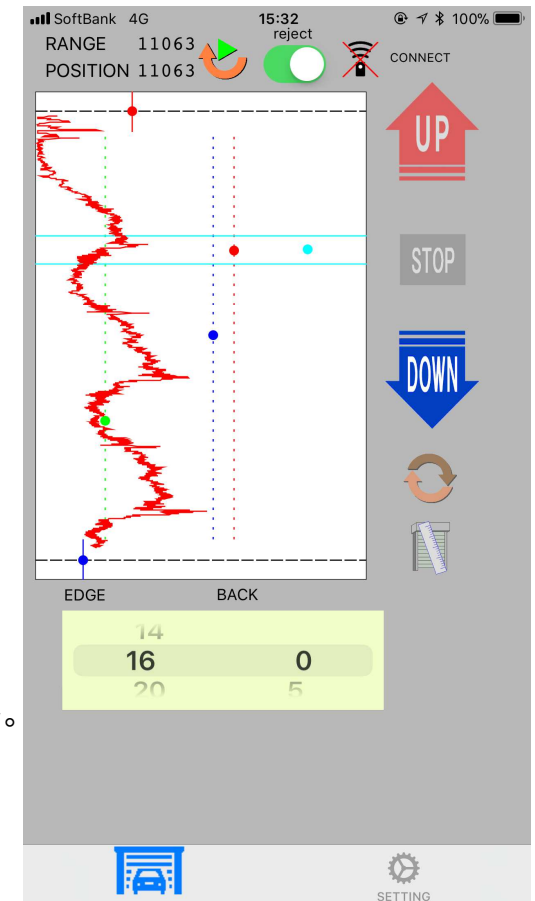 SoftBank 4G 15:32 100%
RANGE 11063 reject
POSITION 11063 CONNECT
UP
STOP
DOWN
EDGE BACK
14
16 0
20 5
。
SETTING